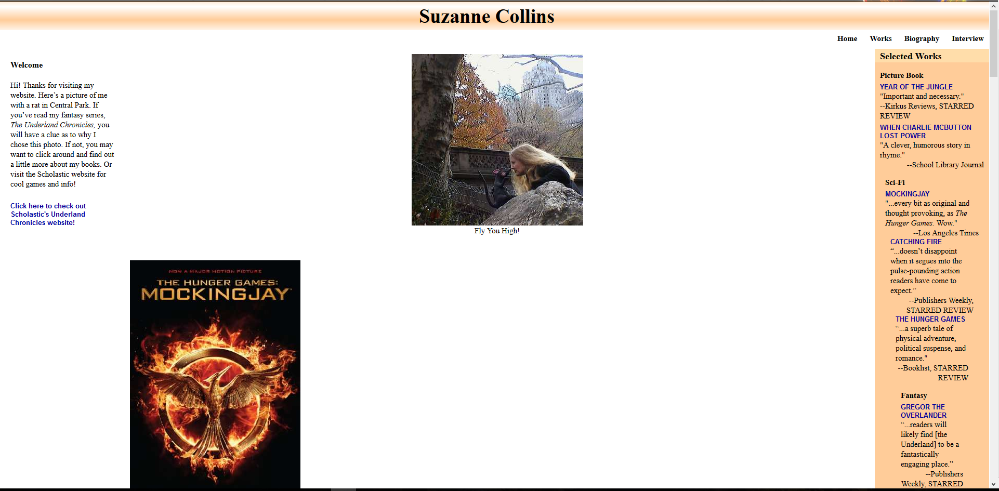 Suzanne Collins
Home Works Biography Interview
Welcome
Hi! Thanks for visiting my
website. Here’s a picture of me
with a rat in Central Park. If
you’ve read my fantasy series,
The Underland Chronicles, you
will have a clue as to why I
chose this photo. If not, you may
want to click around and find out
a little more about my books. Or
visit the Scholastic website for
cool games and info!
Click here to check out
Scholastic's Underland
Chronicles website!
Fly You High!
NOW A MAJOR MOTION PICTURE
THE HUNGER GAMES:
MOCKINGJAY™
Selected Works
Picture Book
YEAR OF THE JUNGLE
"Important and necessary."
--Kirkus Reviews, STARRED
REVIEW
WHEN CHARLIE MCBUTTON
LOST POWER
"A clever, humorous story in
rhyme."
--School Library Journal
Sci-Fi
MOCKINGJAY
"...every bit as original and
thought provoking, as The
Hunger Games. Wow."
--Los Angeles Times
CATCHING FIRE
“...doesn’t disappoint
when it segues into the
pulse-pounding action
readers have come to
expect.”
--Publishers Weekly,
STARRED REVIEW
THE HUNGER GAMES
“...a superb tale of
physical adventure,
political suspense, and
romance."
--Booklist, STARRED
REVIEW
Fantasy
GREGOR THE
OVERLANDER
“...readers will
likely find [the
Underland] to be a
fantastically
engaging place.”
--Publishers
Weekly, STARRED